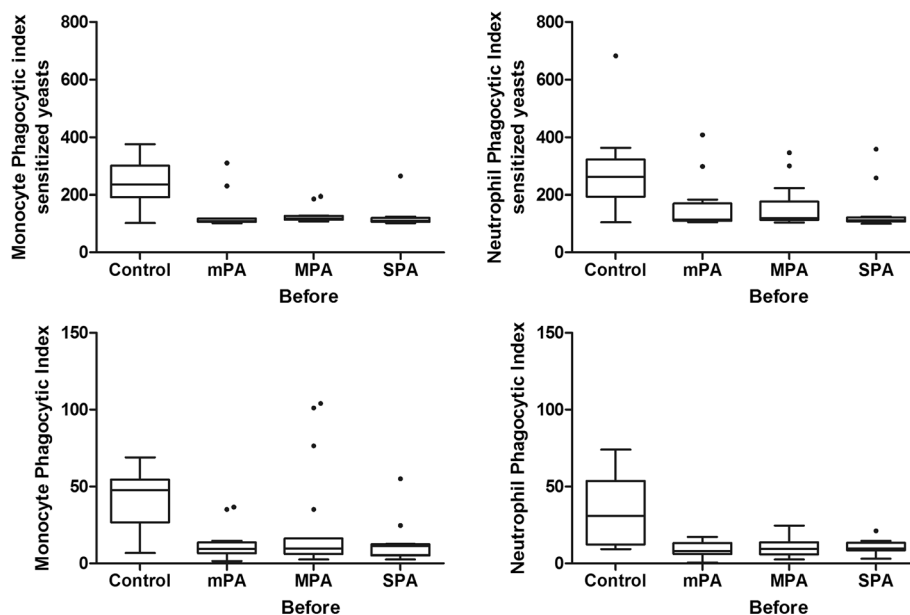 Monocyte Phagocytic index
sensitized yeasts
800
600
400
200
0
Control mPA MPA SPA
Before
Neutrophil Phagocytic Index
sensitized yeasts
800
600
400
200
0
Control mPA MPA SPA
Before
Monocyte Phagocytic Index
150
100
50
0
Control mPA MPA SPA
Before
Neutrophil Phagocytic Index
150
100
50
0
Control mPA MPA SPA
Before